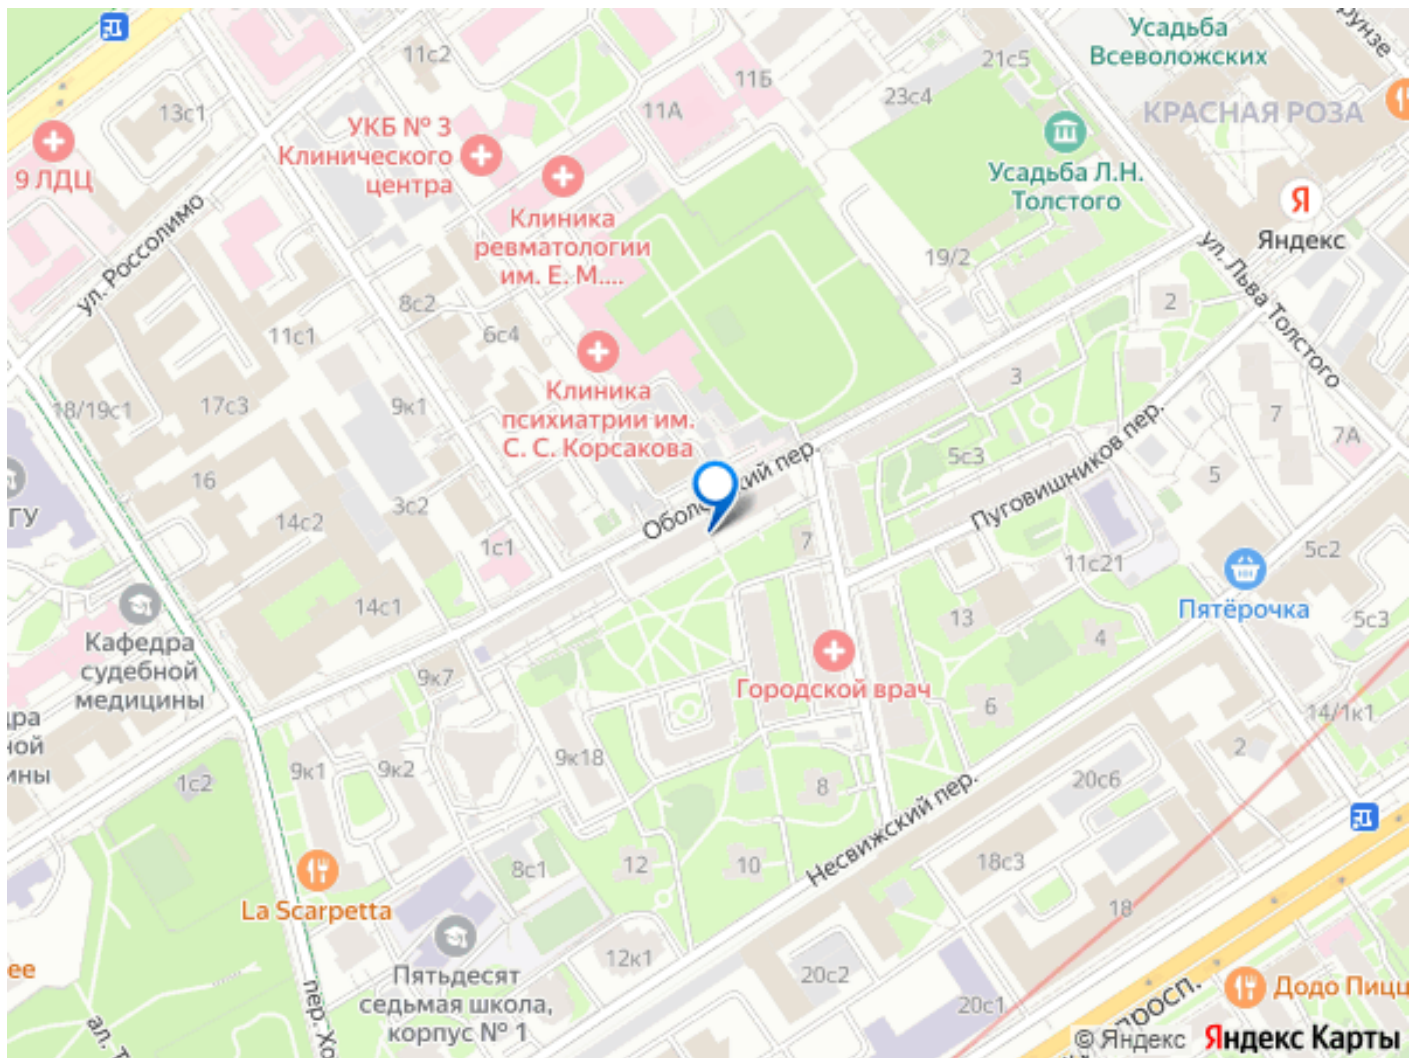 Усадьба
Всеволожских
11с2
21с5
11Б
23с4
11А
13с1
КРАСНАЯ РОЗА
УКБ № 3
Клинического
центра
9 ЛДЦ
Усадьба Л.Н.
Толстого
Я
Яндекс
Клиника
ревматологии
им. Е. М....
ул. Россолимо
19/2
ул. Льва Толстого
8с2
2
11с1
6с4
3
Клиника
психиатрии им.
С. С. Корсакова
18/19с1
17с3
9к1
7
7А
Пуговишников пер.
5с3
5
16
3с2
14с2
ГУ
1с1
7
11с21
5с2
Пятёрочка
14с1
13
4
5с3
Кафедра
судебной
медицины
9к7
Городской врач
6
14/1к1
2
9к18
9к1
9к2
1с2
8
20с6
Несвижский пер.
12
10
8с1
18с3
La Scarpetta
18
12к1
20с2
20с1
Пятьдесят
седьмая школа,
корпус № 1
ее
Додо Пицц
© Яндекс
Яндекс Карты